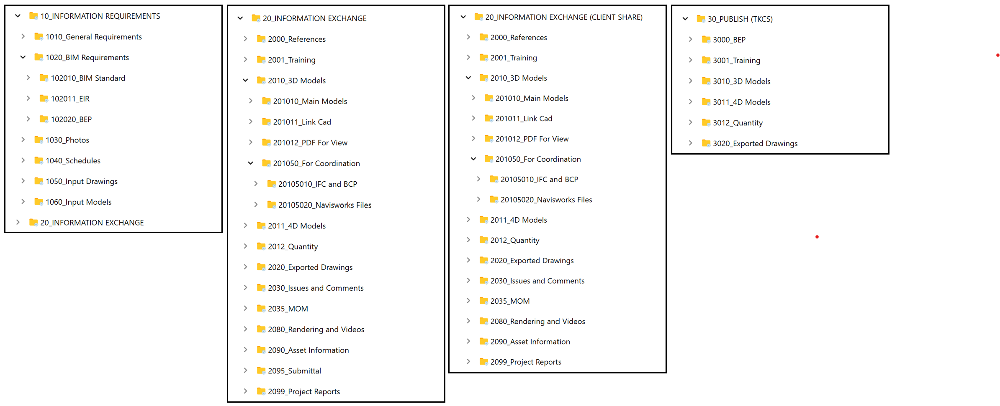 10_INFORMATION REQUIREMENTS
1010_General Requirements
1020_BIM Requirements
102010_BIM Standard
102011_EIR
102020_BEP
1030_Photos
1040_Schedules
1050_Input Drawings
1060_Input Models
20_INFORMATION EXCHANGE
20_INFORMATION EXCHANGE
2000_References
2001_Training
2010_3D Models
201010_Main Models
201011_Link Cad
201012_PDF For View
201050_For Coordination
20105010_IFC and BCP
20105020_Navisworks Files
2011_4D Models
2012_Quantity
2020_Exported Drawings
2030_Issues and Comments
2035_MOM
2080_Rendering and Videos
2090_Asset Information
2095_Submittal
2099_Project Reports
20_INFORMATION EXCHANGE (CLIENT SHARE)
2000_References
2001_Training
2010_3D Models
201010_Main Models
201011_Link Cad
201012_PDF For View
201050_For Coordination
20105010_IFC and BCP
20105020_Navisworks Files
2011_4D Models
2012_Quantity
2020_Exported Drawings
2030_Issues and Comments
2035_MOM
2080_Rendering and Videos
2090_Asset Information
2099_Project Reports
30_PUBLISH (TKCS)
3000_BEP
3001_Training
3010_3D Models
3011_4D Models
3012_Quantity
3020_Exported Drawings